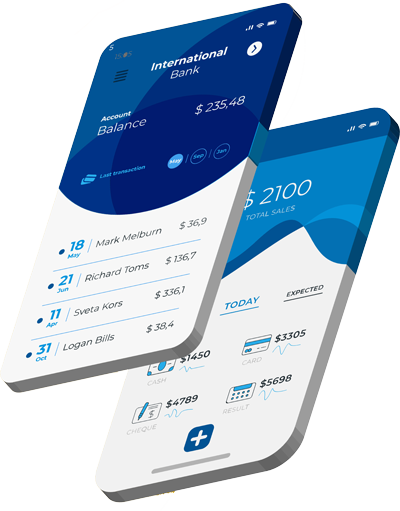 International
Bank
Account
Balance
$ 235,48
Last transaction
May
Sep
Jan
18
May
Mark Melburn
$ 36,9
21
Jun
Richard Toms
$ 136,7
11
Apr
Sveta Kors
$ 336,1
31
Oct
Logan Bills
$ 38,4
$ 2100
TOTAL SALES
TODAY
EXPECTED
$1450
CASH
$3305
CARD
$4789
CHEQUE
$5698
RESULT